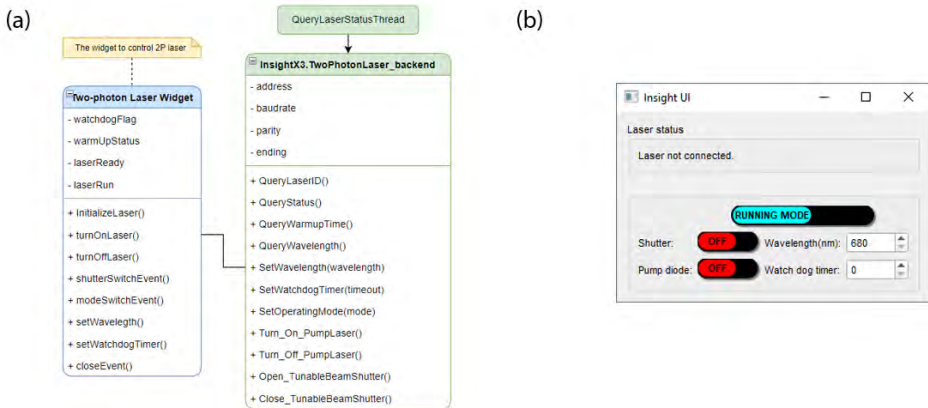 (a)
QueryLaserStatusThread
The widget to control 2P laser
Two-photon Laser Widget
- watchdogFlag
- warmUpStatus
- laserReady
- laserRun
+ InitializeLaser()
+ turnOnLaser()
+ turnOffLaser()
+ shutterSwitchEvent()
+ modeSwitchEvent()
+ setWavelegth()
+ setWatchdogTimer()
+ closeEvent()
InsightX3.TwoPhotonLaser_backend
- address
- baudrate
- parity
- ending
+ QueryLaserID()
+ QueryStatus()
+ QueryWarmupTime()
+ QueryWavelength()
+ SetWavelength(wavelength)
+ SetWatchdogTimer(timeout)
+ SetOperatingMode(mode)
+ Turn_On_PumpLaser()
+ Turn_Off_PumpLaser()
+ Open_TunableBeamShutter()
+ Close_TunableBeamShutter()
(b)
Insight UI
Laser status
Laser not connected.
RUNNING MODE
Shutter: OFF Wavelength(nm): 680
Pump diode: OFF Watch dog timer: 0